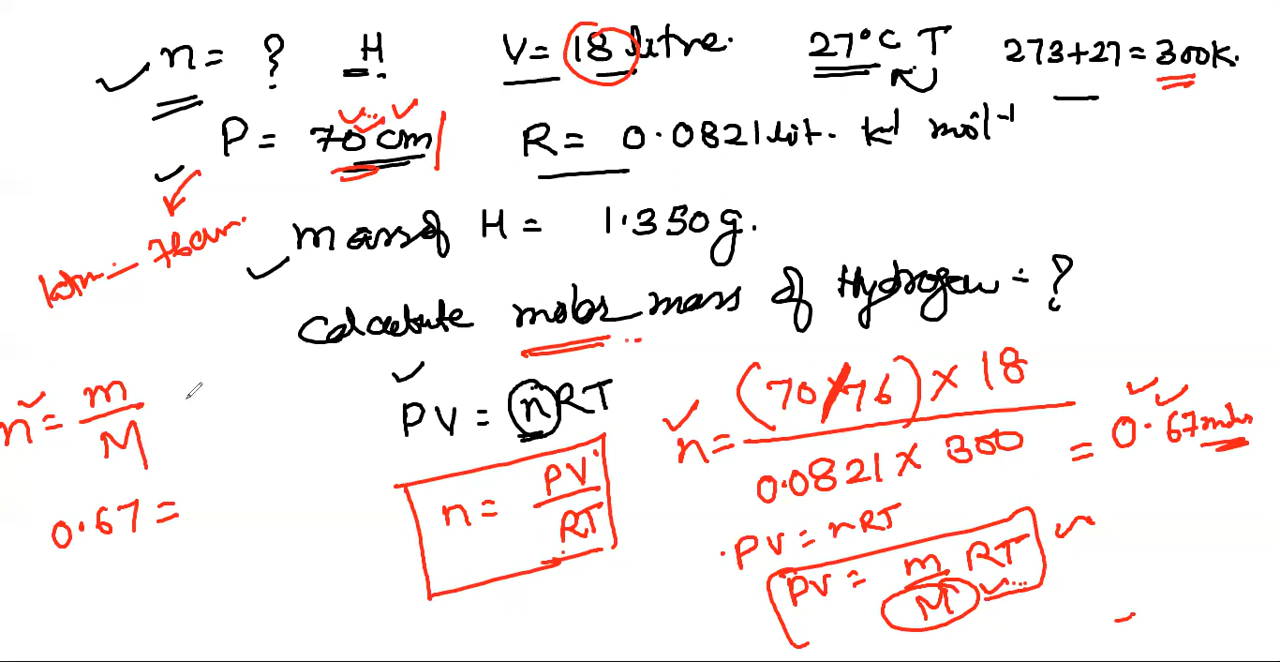 n = ? H V = 18 litre. 27°C T 273+27 = 300K.
P = 70 cm R = 0.0821 lit. K⁻¹ mol⁻¹
1atm = 76cm.
mass of H = 1.350g.
Calculate molar mass of Hydrogen = ?
n = m/M
PV = nRT
n = (70/76) × 18 / 0.0821 × 300 = 0.67 moles
0.67 =
n = PV/RT
PV = nRT
PV = m/M RT